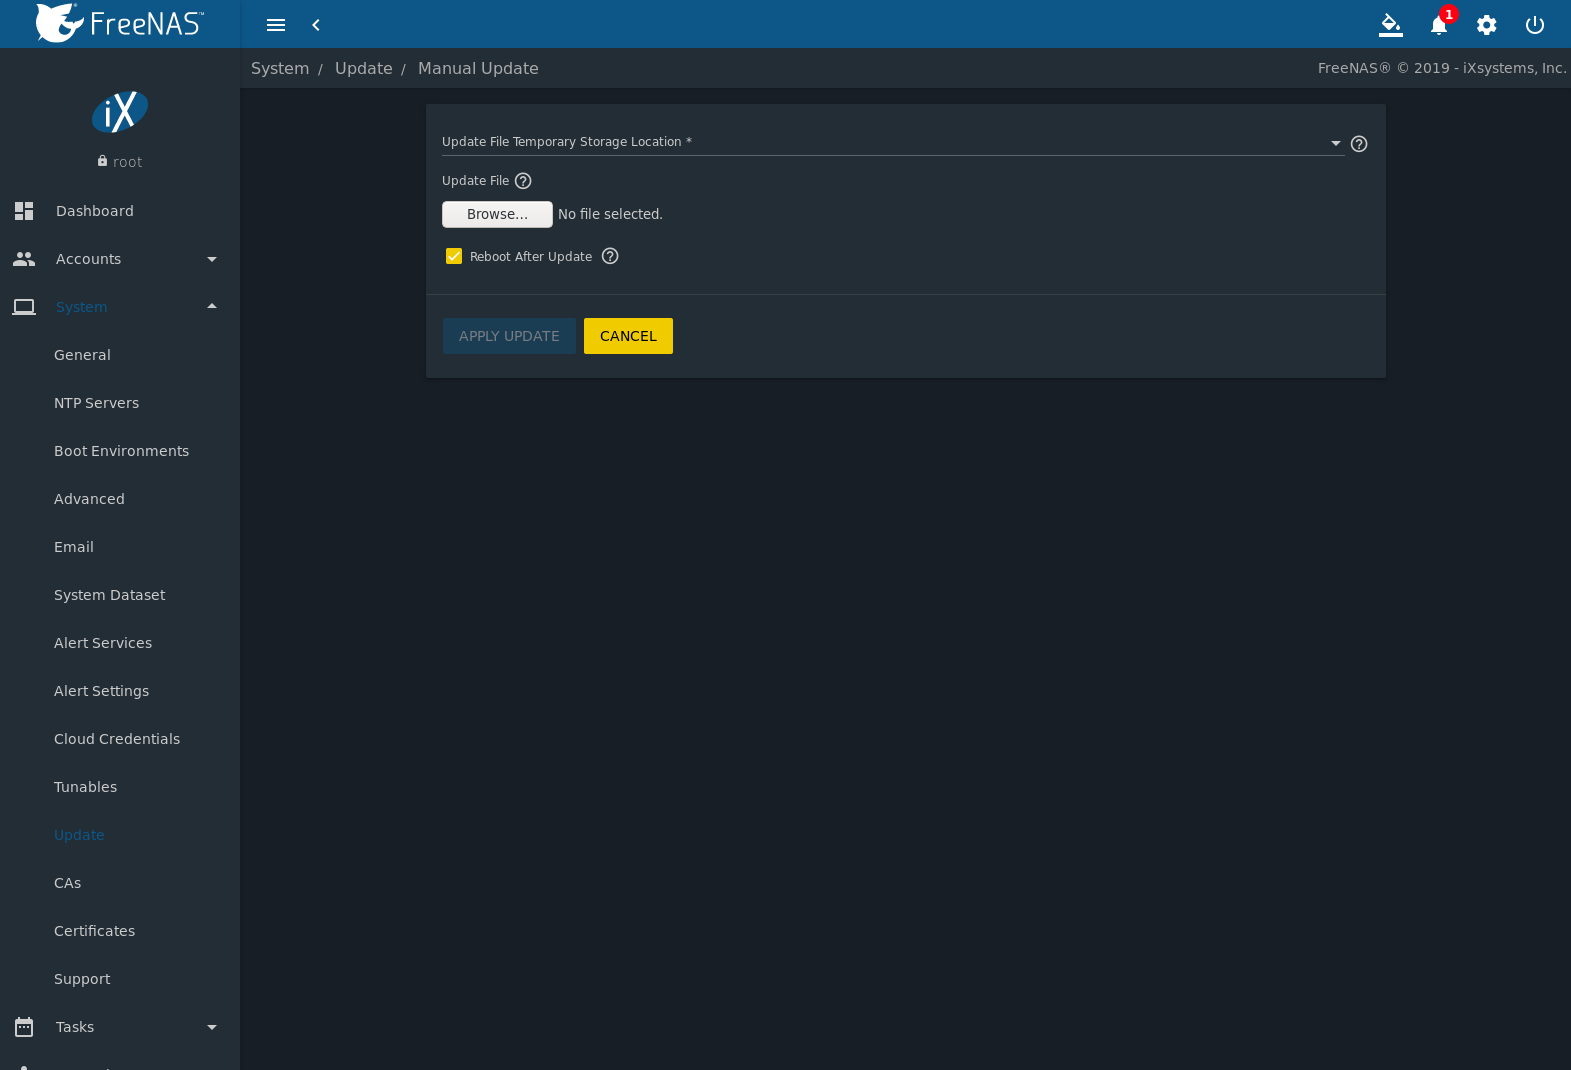 FreeNAS™
1
System / Update / Manual Update
FreeNAS® © 2019 - iXsystems, Inc.
iX
root
Dashboard
Accounts
System
General
NTP Servers
Boot Environments
Advanced
Email
System Dataset
Alert Services
Alert Settings
Cloud Credentials
Tunables
Update
CAs
Certificates
Support
Tasks
Update File Temporary Storage Location *
Update File
Browse... No file selected.
Reboot After Update
APPLY UPDATE CANCEL